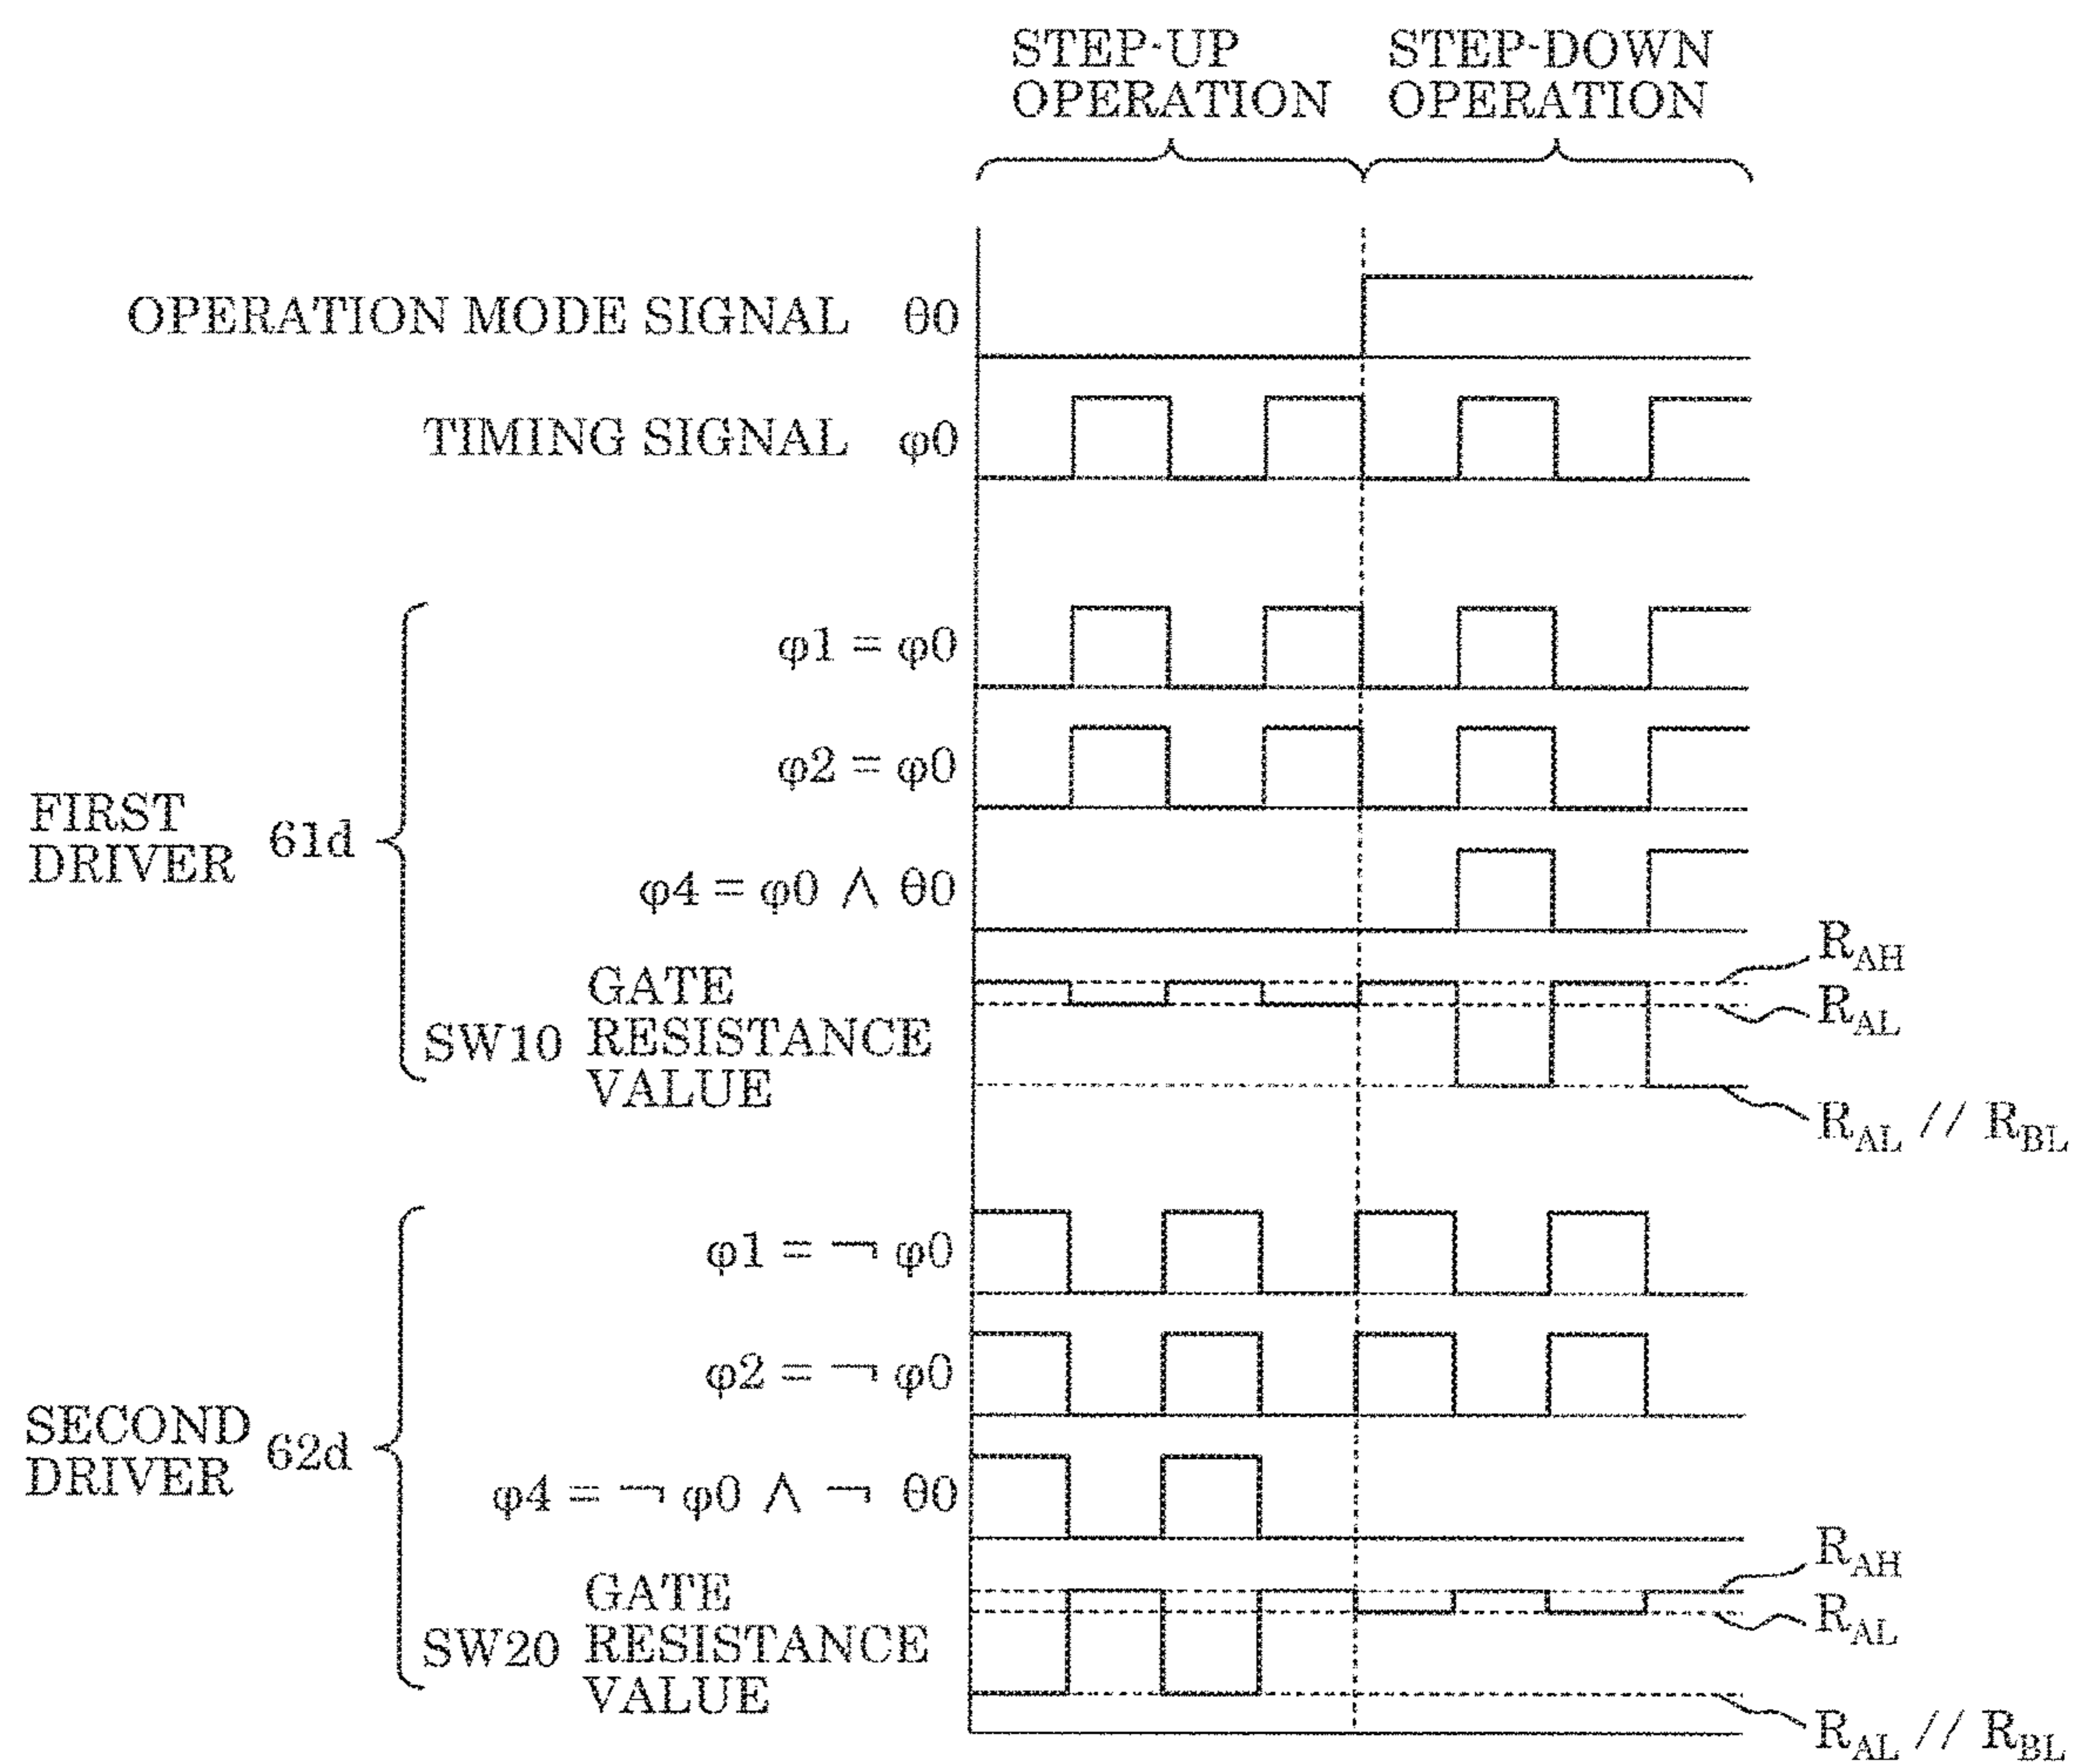 STEP-UP
OPERATION
STEP-DOWN
OPERATION
OPERATION MODE SIGNAL θ0
TIMING SIGNAL φ0
FIRST
DRIVER
61d
φ1 = φ0
φ2 = φ0
φ4 = φ0 ∧ θ0
SW10
GATE
RESISTANCE
VALUE
R_AH
R_AL
R_AL // R_BL
SECOND
DRIVER
62d
φ1 = ¬ φ0
φ2 = ¬ φ0
φ4 = ¬ φ0 ∧ ¬ θ0
SW20
GATE
RESISTANCE
VALUE
R_AH
R_AL
R_AL // R_BL